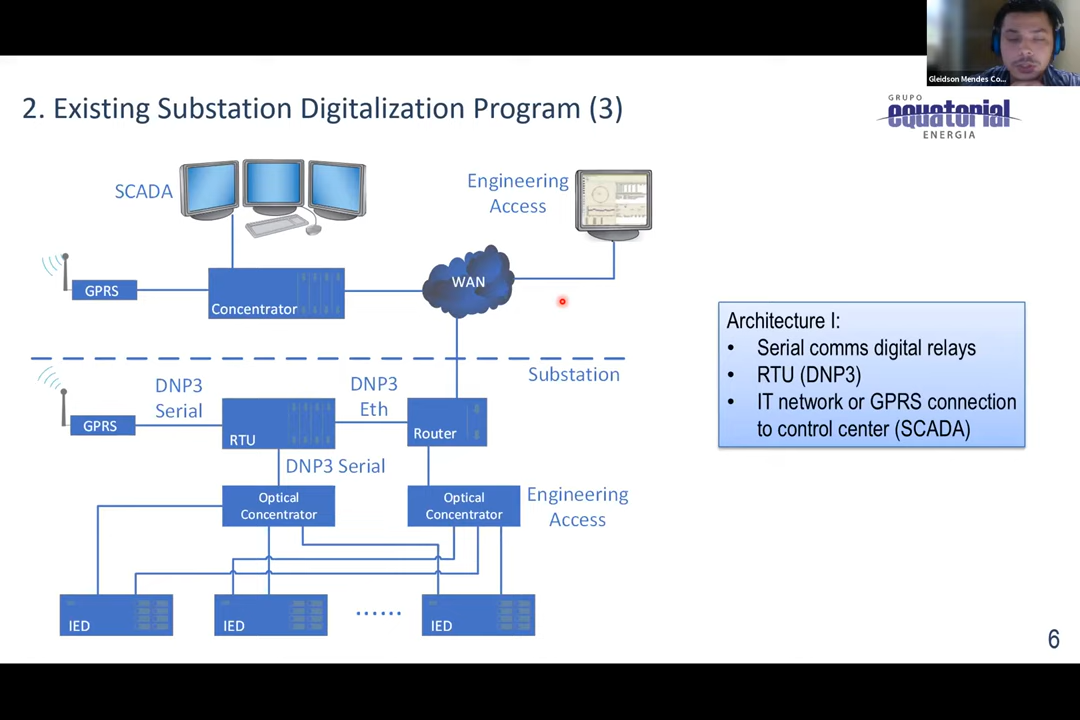 Gleidson Mendes Co...
2. Existing Substation Digitalization Program (3)
GRUPO
equatorial
ENERGIA
SCADA
Engineering
Access
GPRS
Concentrator
WAN
Substation
DNP3
Serial
DNP3
Eth
GPRS
RTU
Router
DNP3 Serial
Optical
Concentrator
Optical
Concentrator
Engineering
Access
IED
IED
......
IED
Architecture I:
• Serial comms digital relays
• RTU (DNP3)
• IT network or GPRS connection
to control center (SCADA)
6